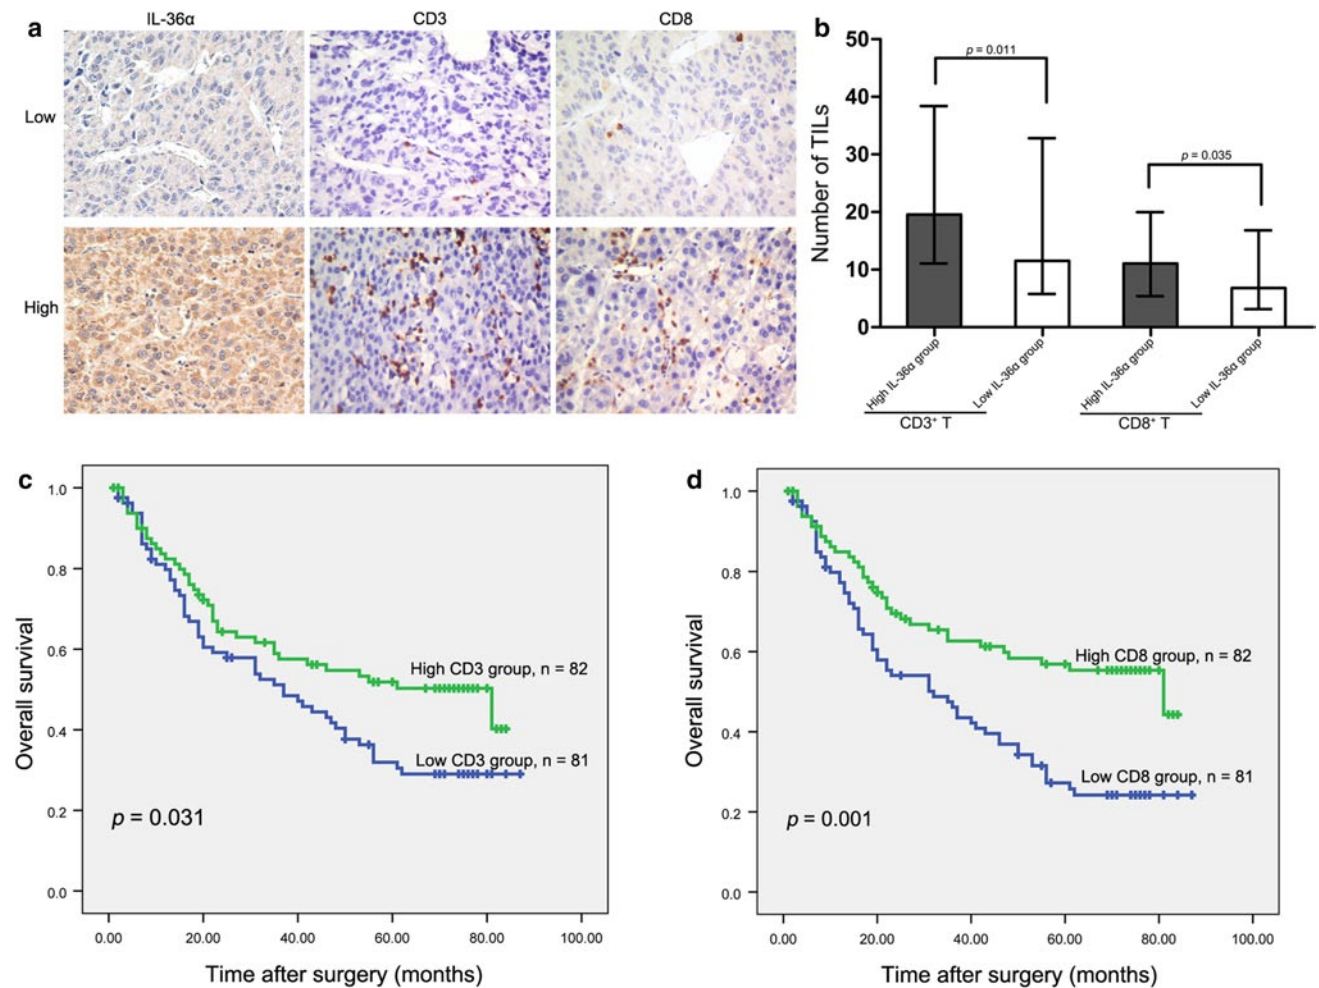 a
IL-36α
CD3
CD8
Low
High
b
Number of TILs
50
40
30
20
10
0
p = 0.011
p = 0.035
High IL-36α group
Low IL-36α group
High IL-36α group
Low IL-36α group
CD3⁺ T
CD8⁺ T
c
Overall survival
1.0
0.8
0.6
0.4
0.2
0.0
High CD3 group, n = 82
Low CD3 group, n = 81
p = 0.031
0.00 20.00 40.00 60.00 80.00 100.00
Time after surgery (months)
d
Overall survival
1.0
0.8
0.6
0.4
0.2
0.0
High CD8 group, n = 82
Low CD8 group, n = 81
p = 0.001
0.00 20.00 40.00 60.00 80.00 100.00
Time after surgery (months)